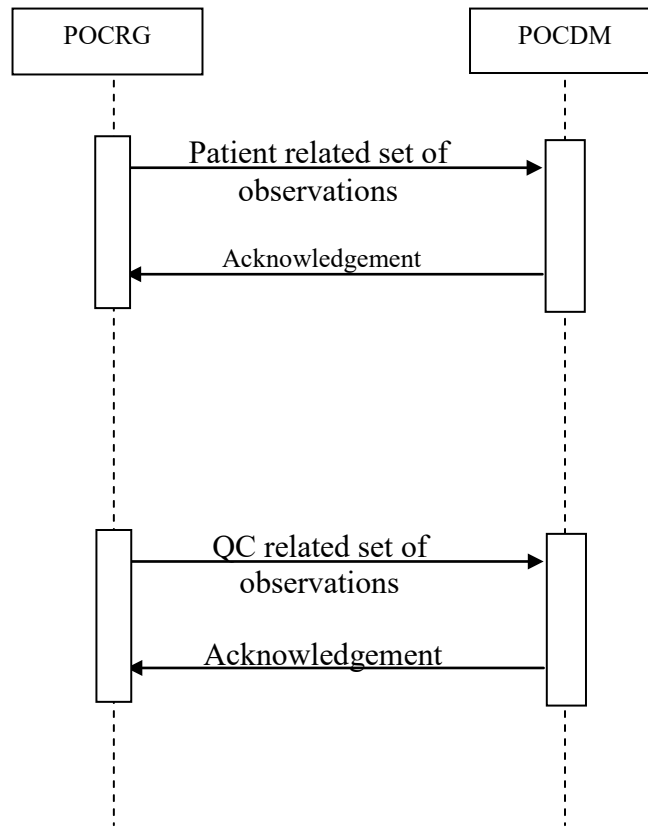 POCRG
POCDM
Patient related set of
observations
Acknowledgement
QC related set of
observations
Acknowledgement